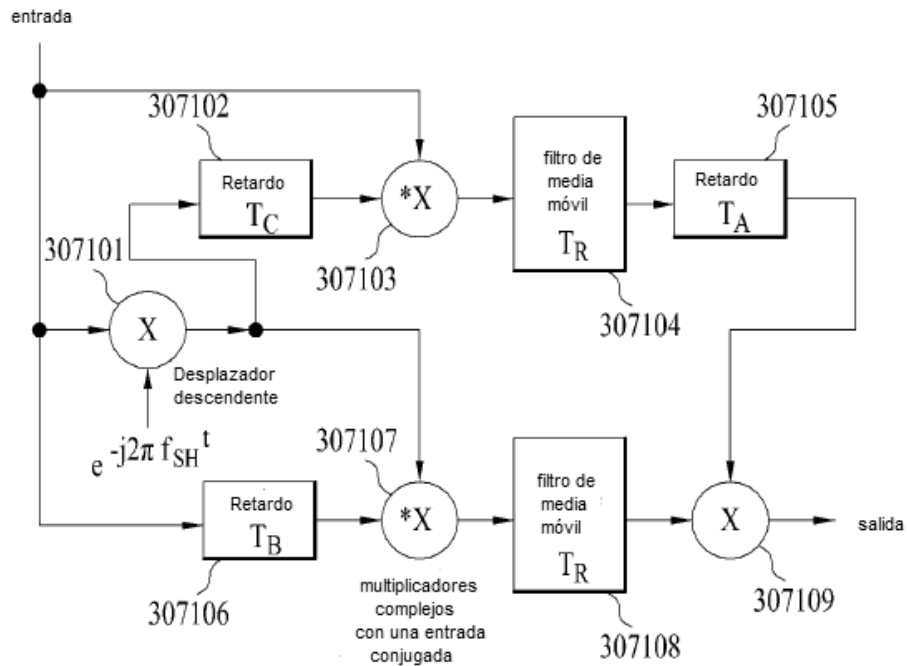 entrada
307102
307105
Retardo
T_C
*X
filtro de
media
móvil
T_R
Retardo
T_A
307101
307103
307104
X
Desplazador
descendente
e^-j2π f_SH t
307107
Retardo
T_B
*X
filtro de
media
móvil
T_R
X
salida
307106
multiplicadores
complejos
con una entrada
conjugada
307108
307109